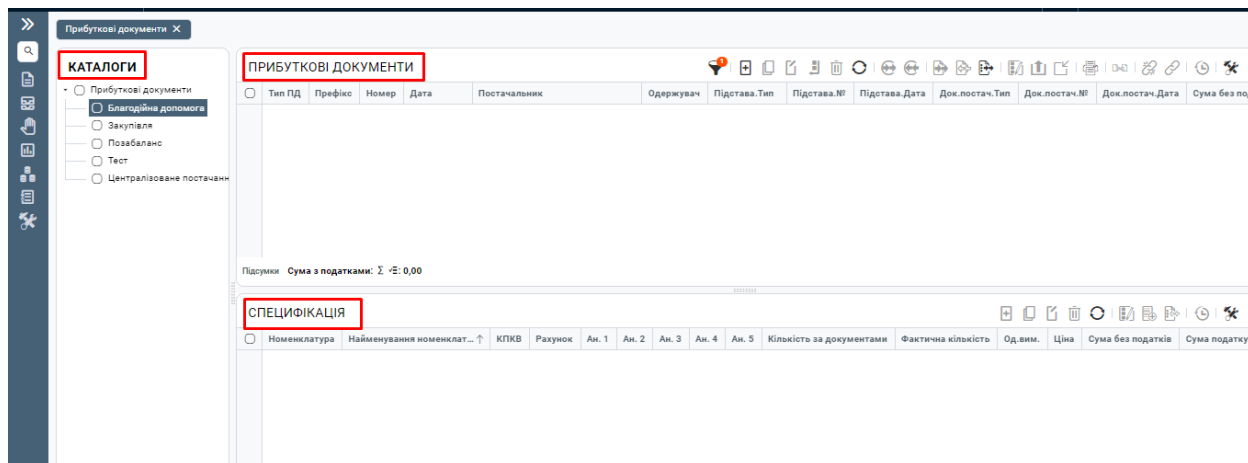 Прибуткові документи X
КАТАЛОГИ
Прибуткові документи
Благодійна допомога
Закупівля
Позабаланс
Тест
Централізоване постачанн
ПРИБУТКОВІ ДОКУМЕНТИ
1
Тип ПД Префікс Номер Дата Постачальник Одержувач Підстава.Тип Підстава.№ Підстава.Дата Док.постач.Тип Док.постач.№ Док.постач.Дата Сума без по
Підсумки Сума з податками: Σ 0,00
СПЕЦИФІКАЦІЯ
Номенклатура Найменування номенклат... ↑ КПКВ Рахунок Ан. 1 Ан. 2 Ан. 3 Ан. 4 Ан. 5 Кількість за документами Фактична кількість Од.вим. Ціна Сума без податків Сума податку